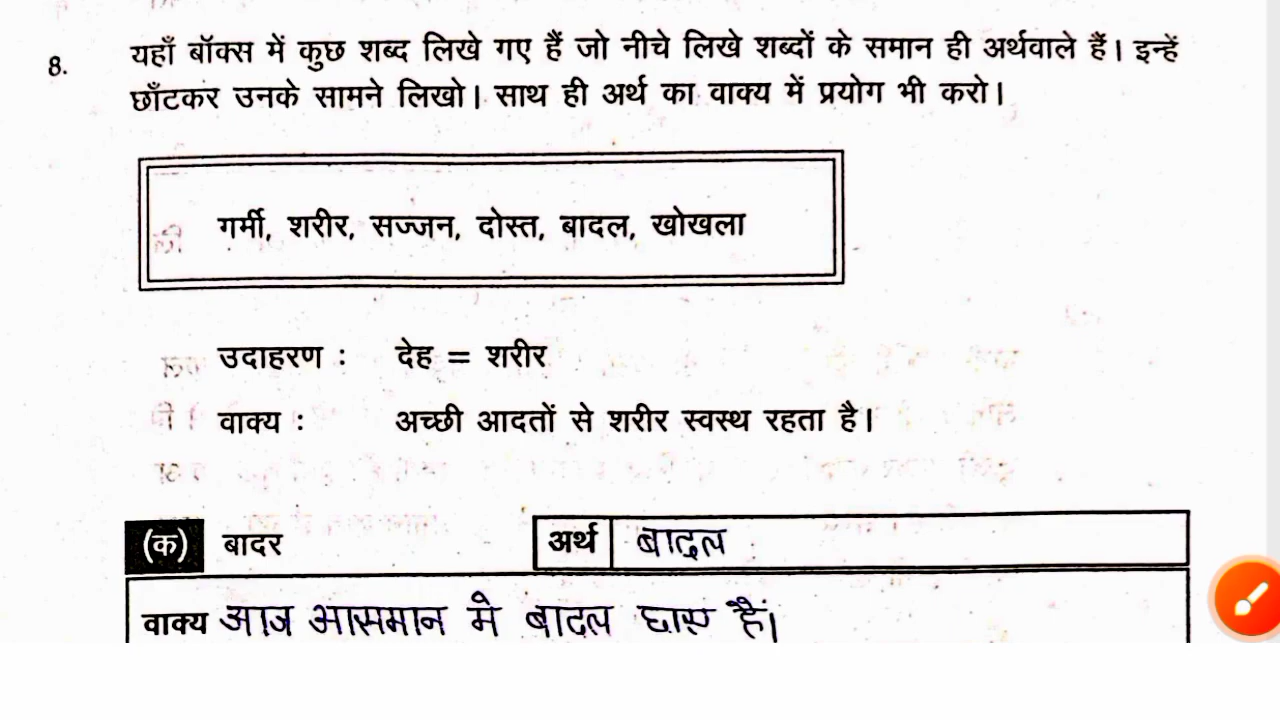 8. यहाँ बॉक्स में कुछ शब्द लिखे गए हैं जो नीचे लिखे शब्दों के समान ही अर्थवाले हैं। इन्हें
छाँटकर उनके सामने लिखो। साथ ही अर्थ का वाक्य में प्रयोग भी करो।
गर्मी, शरीर, सज्जन, दोस्त, बादल, खोखला
उदाहरण : देह = शरीर
वाक्य : अच्छी आदतों से शरीर स्वस्थ रहता है।
(क) बादर अर्थ बादल
वाक्य आज आसमान मे बादल छाए हैं।